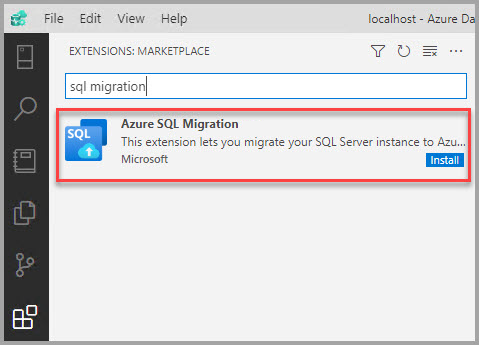 File Edit View Help localhost - Azure Da
EXTENSIONS: MARKETPLACE
sql migration
SQL
Azure SQL Migration
This extension lets you migrate your SQL Server instance to Azu...
Microsoft
Install